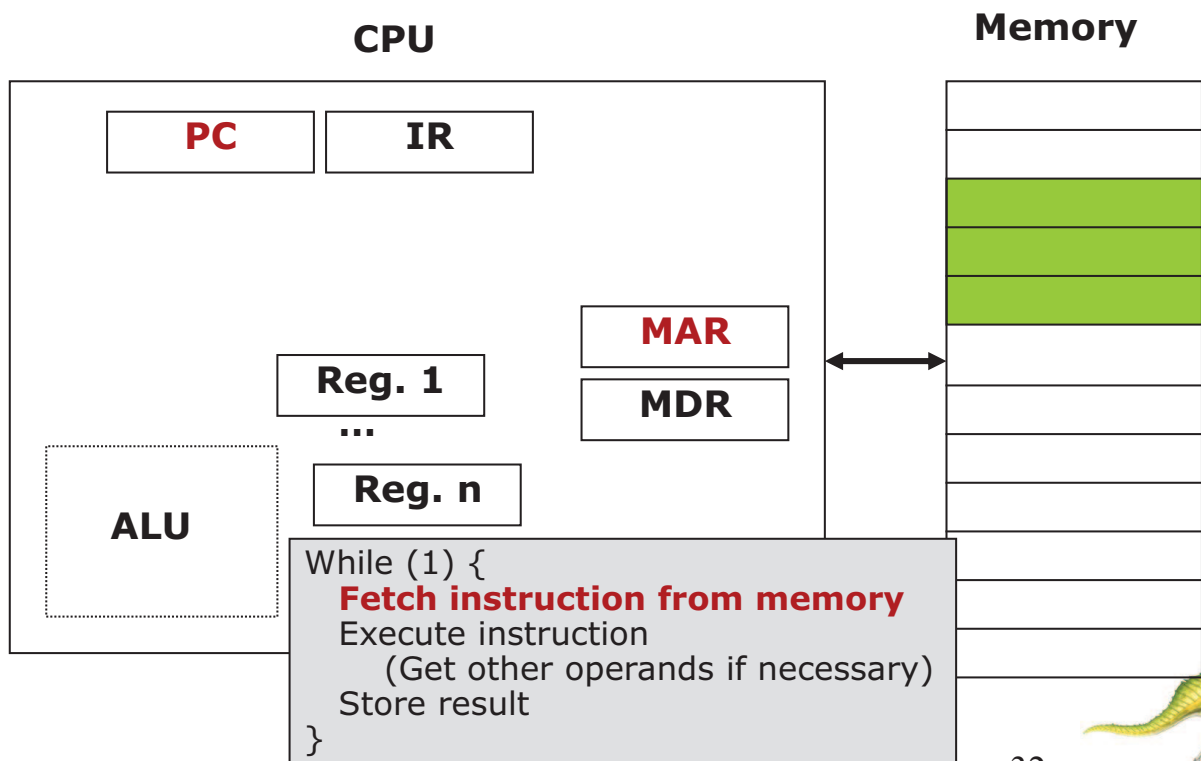 CPU
Memory
PC
IR
MAR
MDR
Reg. 1
...
Reg. n
ALU
While (1) {
Fetch instruction from memory
Execute instruction
(Get other operands if necessary)
Store result
}